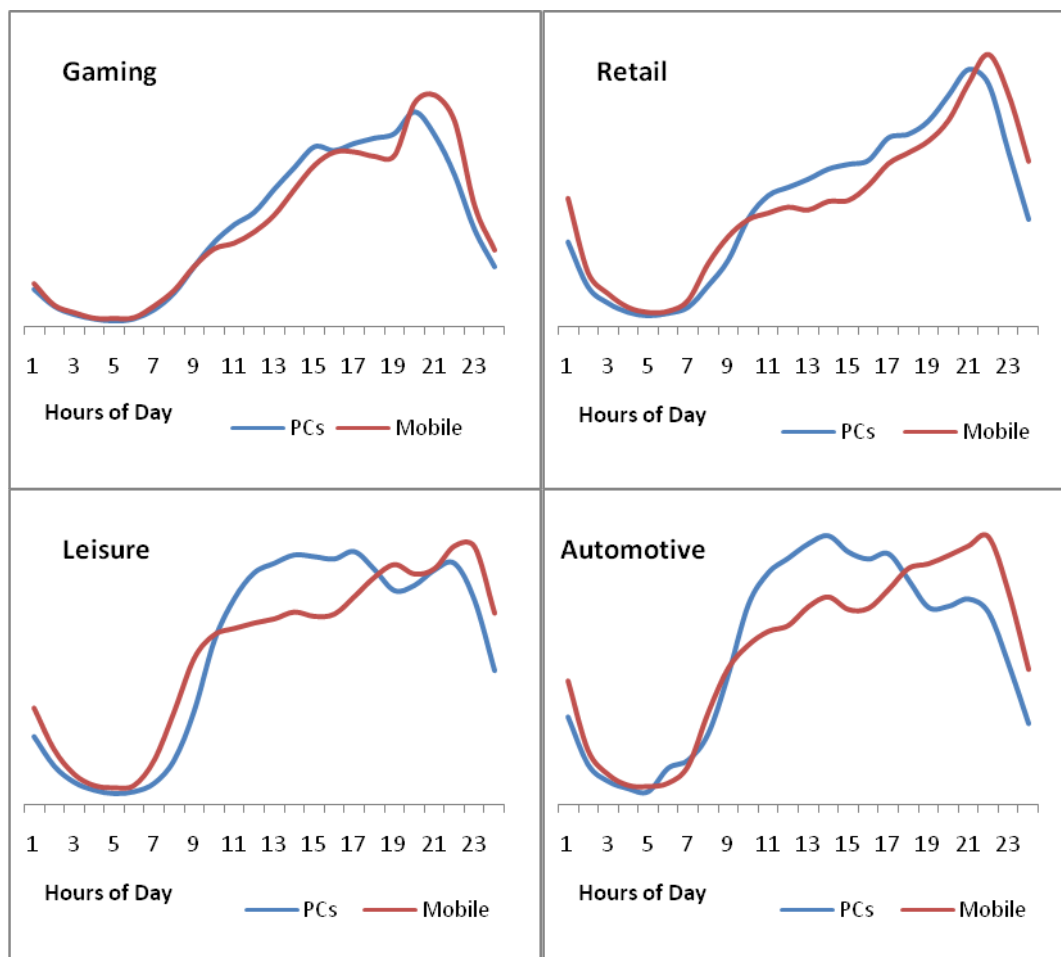 Gaming
1 3 5 7 9 11 13 15 17 19 21 23
Hours of Day
PCs Mobile
Retail
1 3 5 7 9 11 13 15 17 19 21 23
Hours of Day
PCs Mobile
Leisure
1 3 5 7 9 11 13 15 17 19 21 23
Hours of Day
PCs Mobile
Automotive
1 3 5 7 9 11 13 15 17 19 21 23
Hours of Day
PCs Mobile